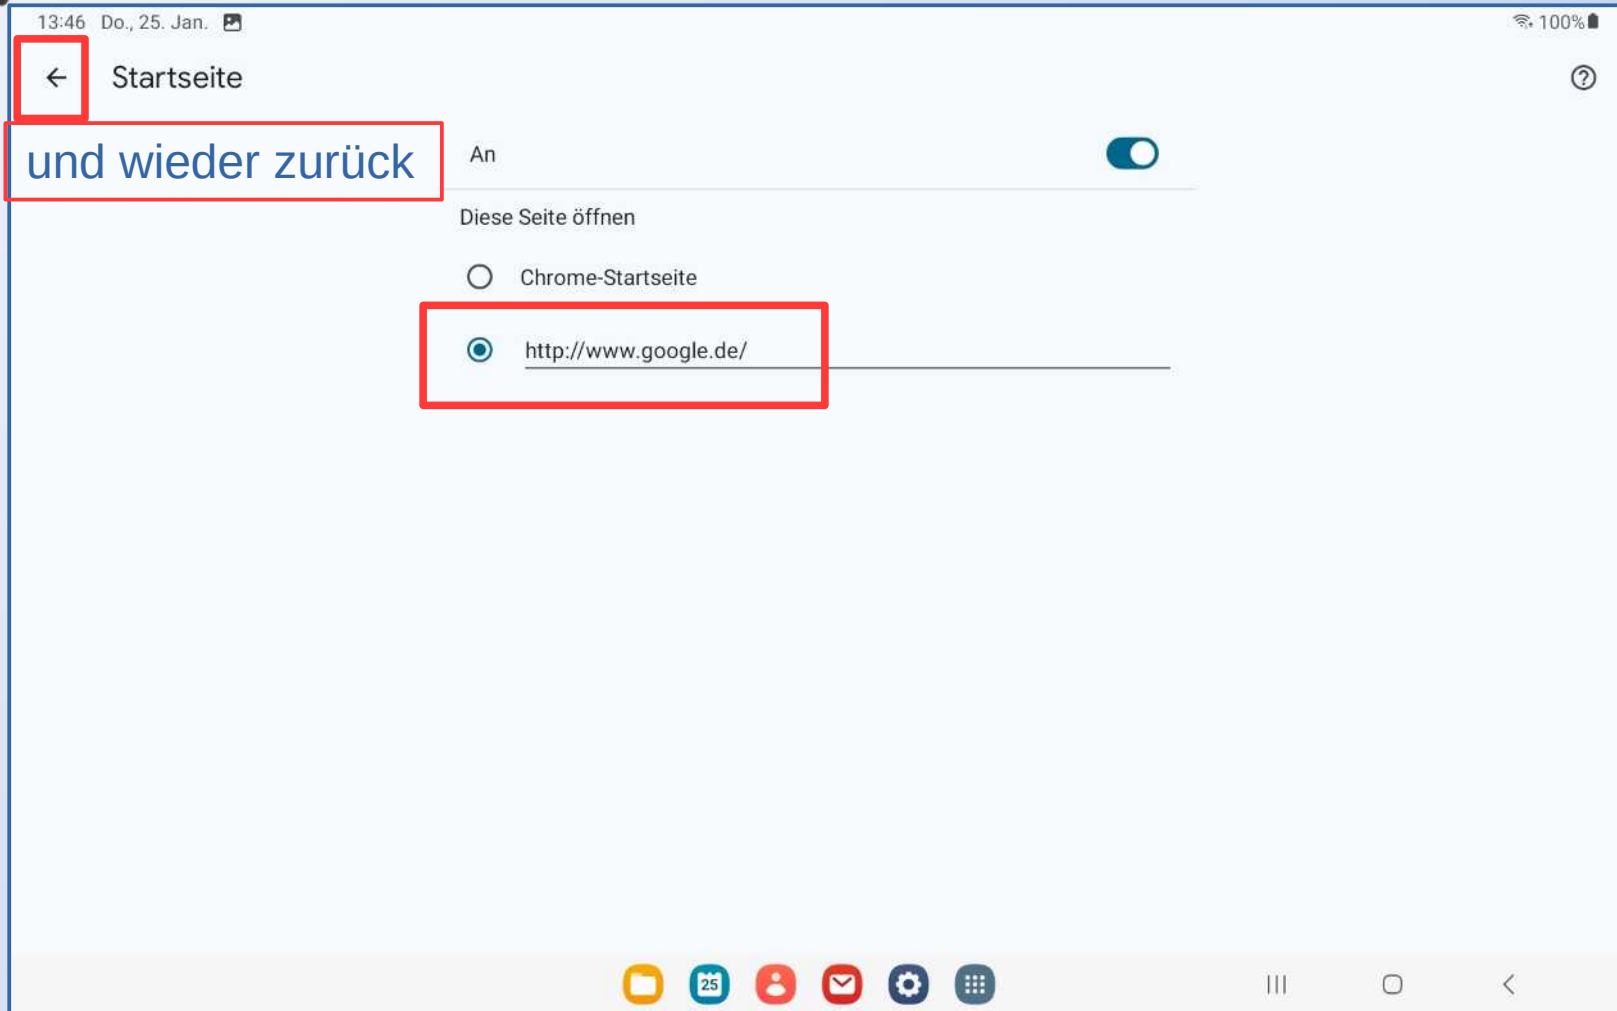 13:46 Do., 25. Jan. 100%
Startseite
und wieder zurück
An
Diese Seite öffnen
Chrome-Startseite
http://www.google.de/
25